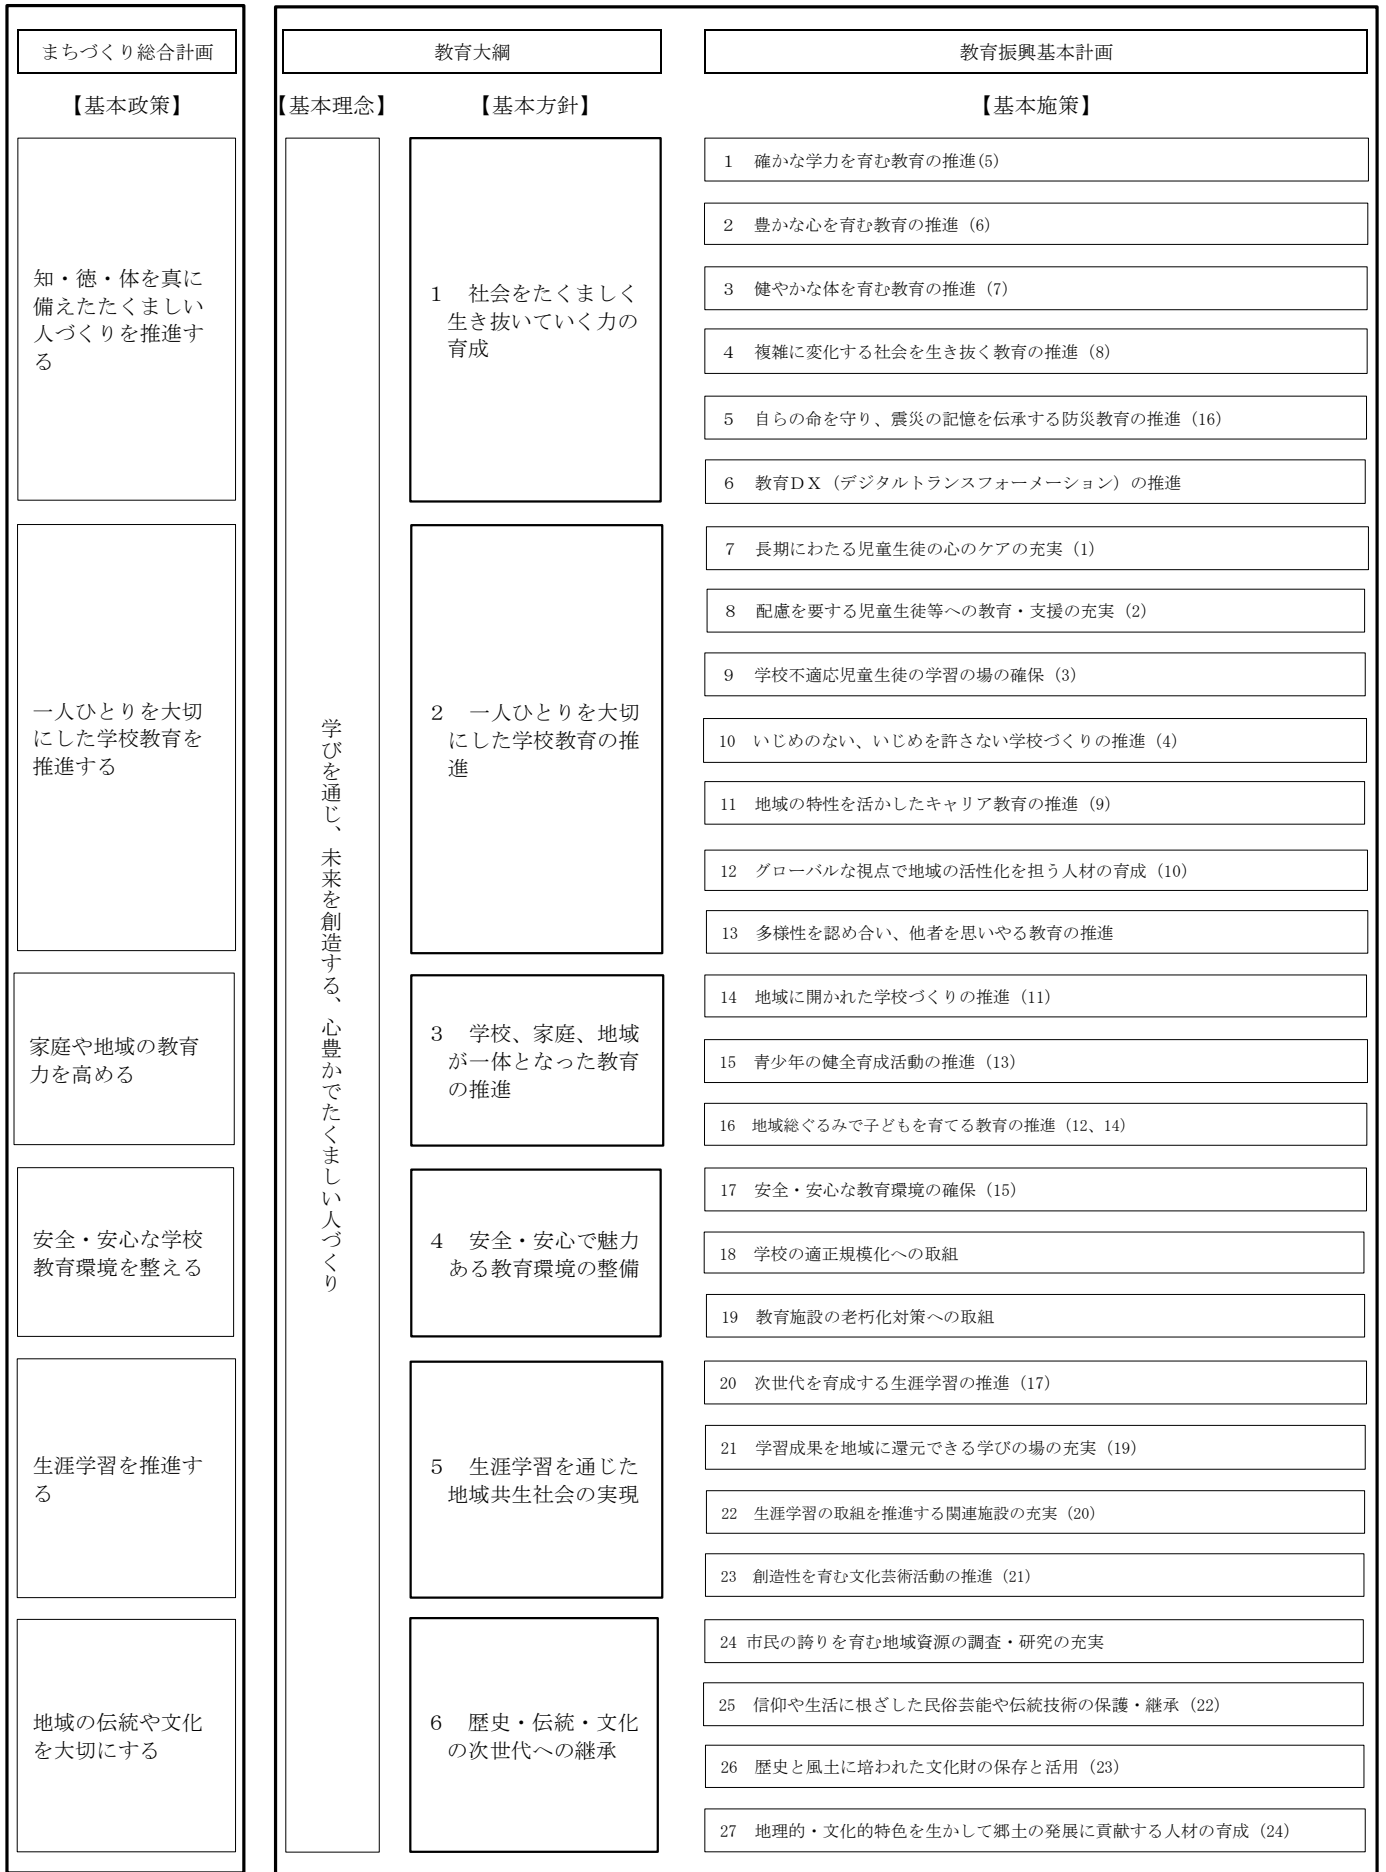 まちづくり総合計画
教育大綱
教育振興基本計画
【基本政策】
【基本理念】
【基本方針】
【基本施策】
知・徳・体を真に
備えたたくましい
人づくりを推進す
る
一人ひとりを大切
にした学校教育を
推進する
家庭や地域の教育
力を高める
安全・安心な学校
教育環境を整える
生涯学習を推進す
る
地域の伝統や文化
を大切にする
学びを通じ、未来を創造する、心豊かでたくましい人づくり
1 社会をたくましく
生き抜いていく力の
育成
2 一人ひとりを大切
にした学校教育の推
進
3 学校、家庭、地域
が一体となった教育
の推進
4 安全・安心で魅力
ある教育環境の整備
5 生涯学習を通じた
地域共生社会の実現
6 歴史・伝統・文化
の次世代への継承
1 確かな学力を育む教育の推進(5)
2 豊かな心を育む教育の推進(6)
3 健やかな体を育む教育の推進(7)
4 複雑に変化する社会を生き抜く教育の推進(8)
5 自らの命を守り、震災の記憶を伝承する防災教育の推進(16)
6 教育DX(デジタルトランスフォーメーション)の推進
7 長期にわたる児童生徒の心のケアの充実(1)
8 配慮を要する児童生徒等への教育・支援の充実(2)
9 学校不適応児童生徒の学習の場の確保(3)
10 いじめのない、いじめを許さない学校づくりの推進(4)
11 地域の特性を活かしたキャリア教育の推進(9)
12 グローバルな視点で地域の活性化を担う人材の育成(10)
13 多様性を認め合い、他者を思いやる教育の推進
14 地域に開かれた学校づくりの推進(11)
15 青少年の健全育成活動の推進(13)
16 地域総ぐるみで子どもを育てる教育の推進(12、14)
17 安全・安心な教育環境の確保(15)
18 学校の適正規模化への取組
19 教育施設の老朽化対策への取組
20 次世代を育成する生涯学習の推進(17)
21 学習成果を地域に還元できる学びの場の充実(19)
22 生涯学習の取組を推進する関連施設の充実(20)
23 創造性を育む文化芸術活動の推進(21)
24 市民の誇りを育む地域資源の調査・研究の充実
25 信仰や生活に根ざした民俗芸能や伝統技術の保護・継承(22)
26 歴史と風土に培われた文化財の保存と活用(23)
27 地理的・文化的特色を生かして郷土の発展に貢献する人材の育成(24)